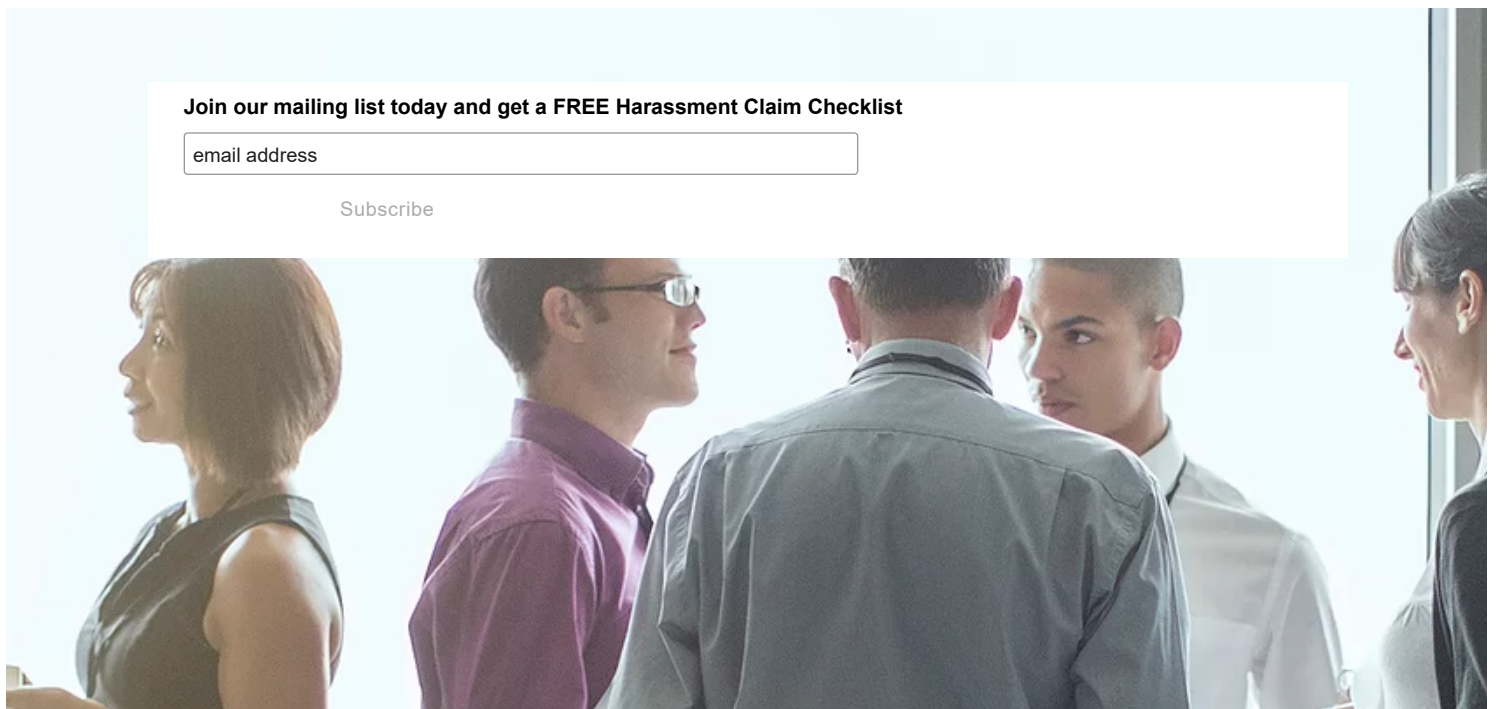 Join our mailing list today and get a FREE Harassment Claim Checklist
email address
Subscribe